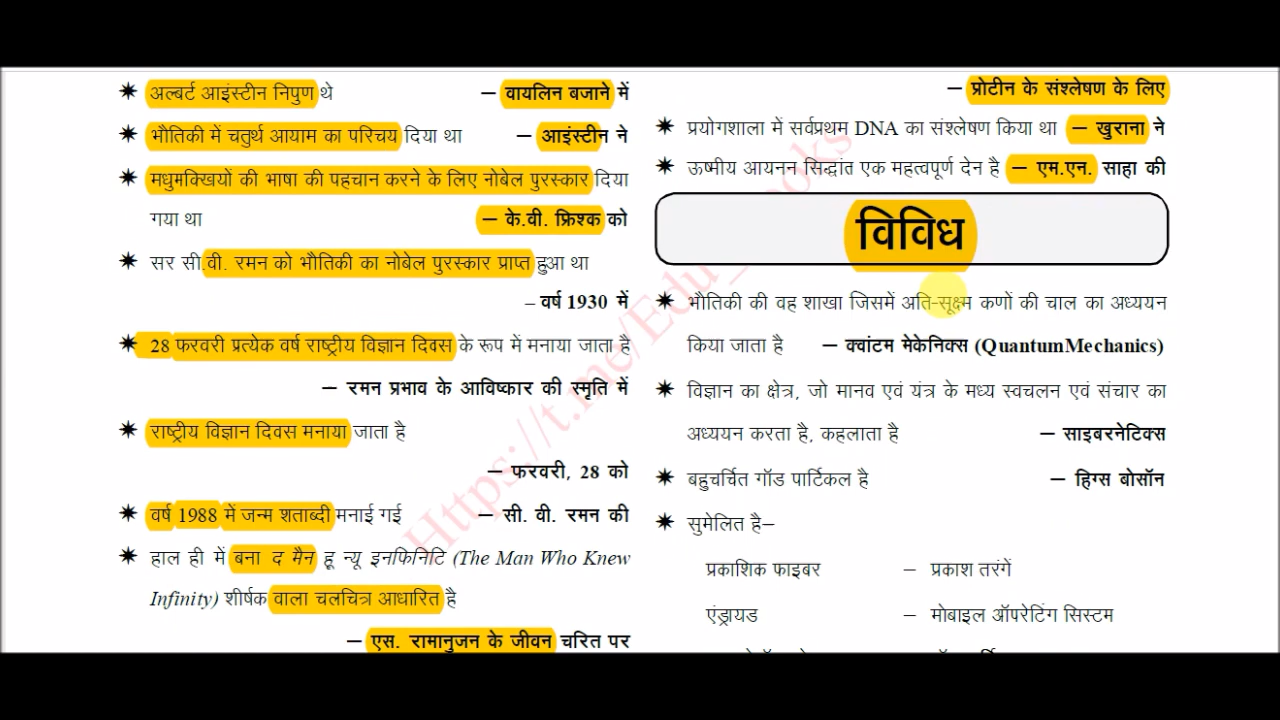 ✷ अल्बर्ट आइंस्टीन निपुण थे – वायलिन बजाने में
✷ भौतिकी में चतुर्थ आयाम का परिचय दिया था – आइंस्टीन ने
✷ मधुमक्खियों की भाषा की पहचान करने के लिए नोबेल पुरस्कार दिया
गया था – के.वी. फ्रिश्क को
✷ सर सी.वी. रमन को भौतिकी का नोबेल पुरस्कार प्राप्त हुआ था
– वर्ष 1930 में
✷ 28 फरवरी प्रत्येक वर्ष राष्ट्रीय विज्ञान दिवस के रूप में मनाया जाता है
– रमन प्रभाव के आविष्कार की स्मृति में
✷ राष्ट्रीय विज्ञान दिवस मनाया जाता है
– फरवरी, 28 को
✷ वर्ष 1988 में जन्म शताब्दी मनाई गई – सी. वी. रमन की
✷ हाल ही में बना द मैन हू न्यू इनफिनिटि (The Man Who Knew
Infinity) शीर्षक वाला चलचित्र आधारित है
– एस. रामानुजन के जीवन चरित पर
– प्रोटीन के संश्लेषण के लिए
✷ प्रयोगशाला में सर्वप्रथम DNA का संश्लेषण किया था – खुराना ने
✷ ऊष्मीय आयनन सिद्धांत एक महत्वपूर्ण देन है – एम.एन. साहा की
विविध
✷ भौतिकी की वह शाखा जिसमें अति-सूक्ष्म कणों की चाल का अध्ययन
किया जाता है – क्वांटम मेकेनिक्स (QuantumMechanics)
✷ विज्ञान का क्षेत्र, जो मानव एवं यंत्र के मध्य स्वचलन एवं संचार का
अध्ययन करता है, कहलाता है – साइबरनेटिक्स
✷ बहुचर्चित गॉड पार्टिकल है – हिग्स बोसॉन
✷ सुमेलित है–
प्रकाशिक फाइबर – प्रकाश तरंगें
एंड्रायड – मोबाइल ऑपरेटिंग सिस्टम
Https://t.me/Edu_Books